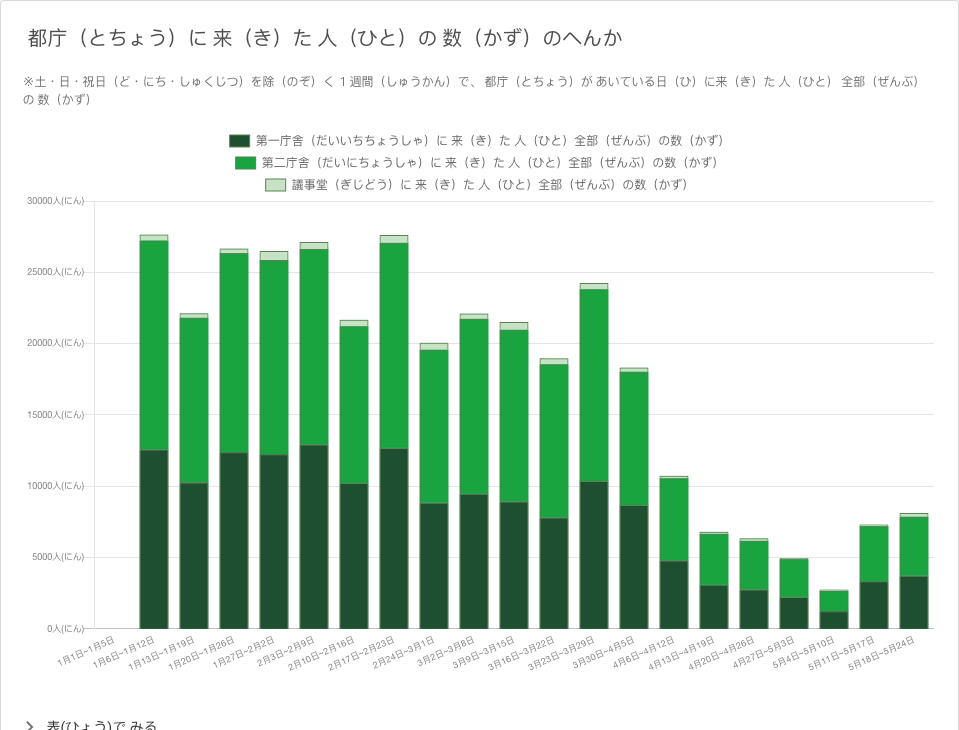 都庁（とちょう）に 来（き）た 人（ひと）の 数（かず）のへんか
※土・日・祝日（ど・にち・しゅくじつ）を除（のぞ）く 1 週間（しゅうかん）で、 都庁（とちょう）が あいている日（ひ）に来（き）た 人（ひと） 全部（ぜんぶ）
の 数（かず）
第一庁舎（だいいちちょうしゃ）に 来（き）た 人（ひと）全部（ぜんぶ）の数（かず）
第二庁舎（だいにちょうしゃ）に 来（き）た 人（ひと）全部（ぜんぶ）の数（かず）
議事堂（ぎじどう）に 来（き）た 人（ひと）全部（ぜんぶ）の数（かず）
30000人(にん)
25000人(にん)
20000人(にん)
15000人(にん)
10000人(にん)
5000人(にん)
0人(にん)
1月1日~1月5日
1月6日~1月12日
1月13日~1月19日
1月20日~1月26日
1月27日~2月2日
2月3日~2月9日
2月10日~2月16日
2月17日~2月23日
2月24日~3月1日
3月2日~3月8日
3月9日~3月15日
3月16日~3月22日
3月23日~3月29日
3月30日~4月5日
4月6日~4月12日
4月13日~4月19日
4月20日~4月26日
4月27日~5月3日
5月4日~5月10日
5月11日~5月17日
5月18日~5月24日
表(ひょう)で みる